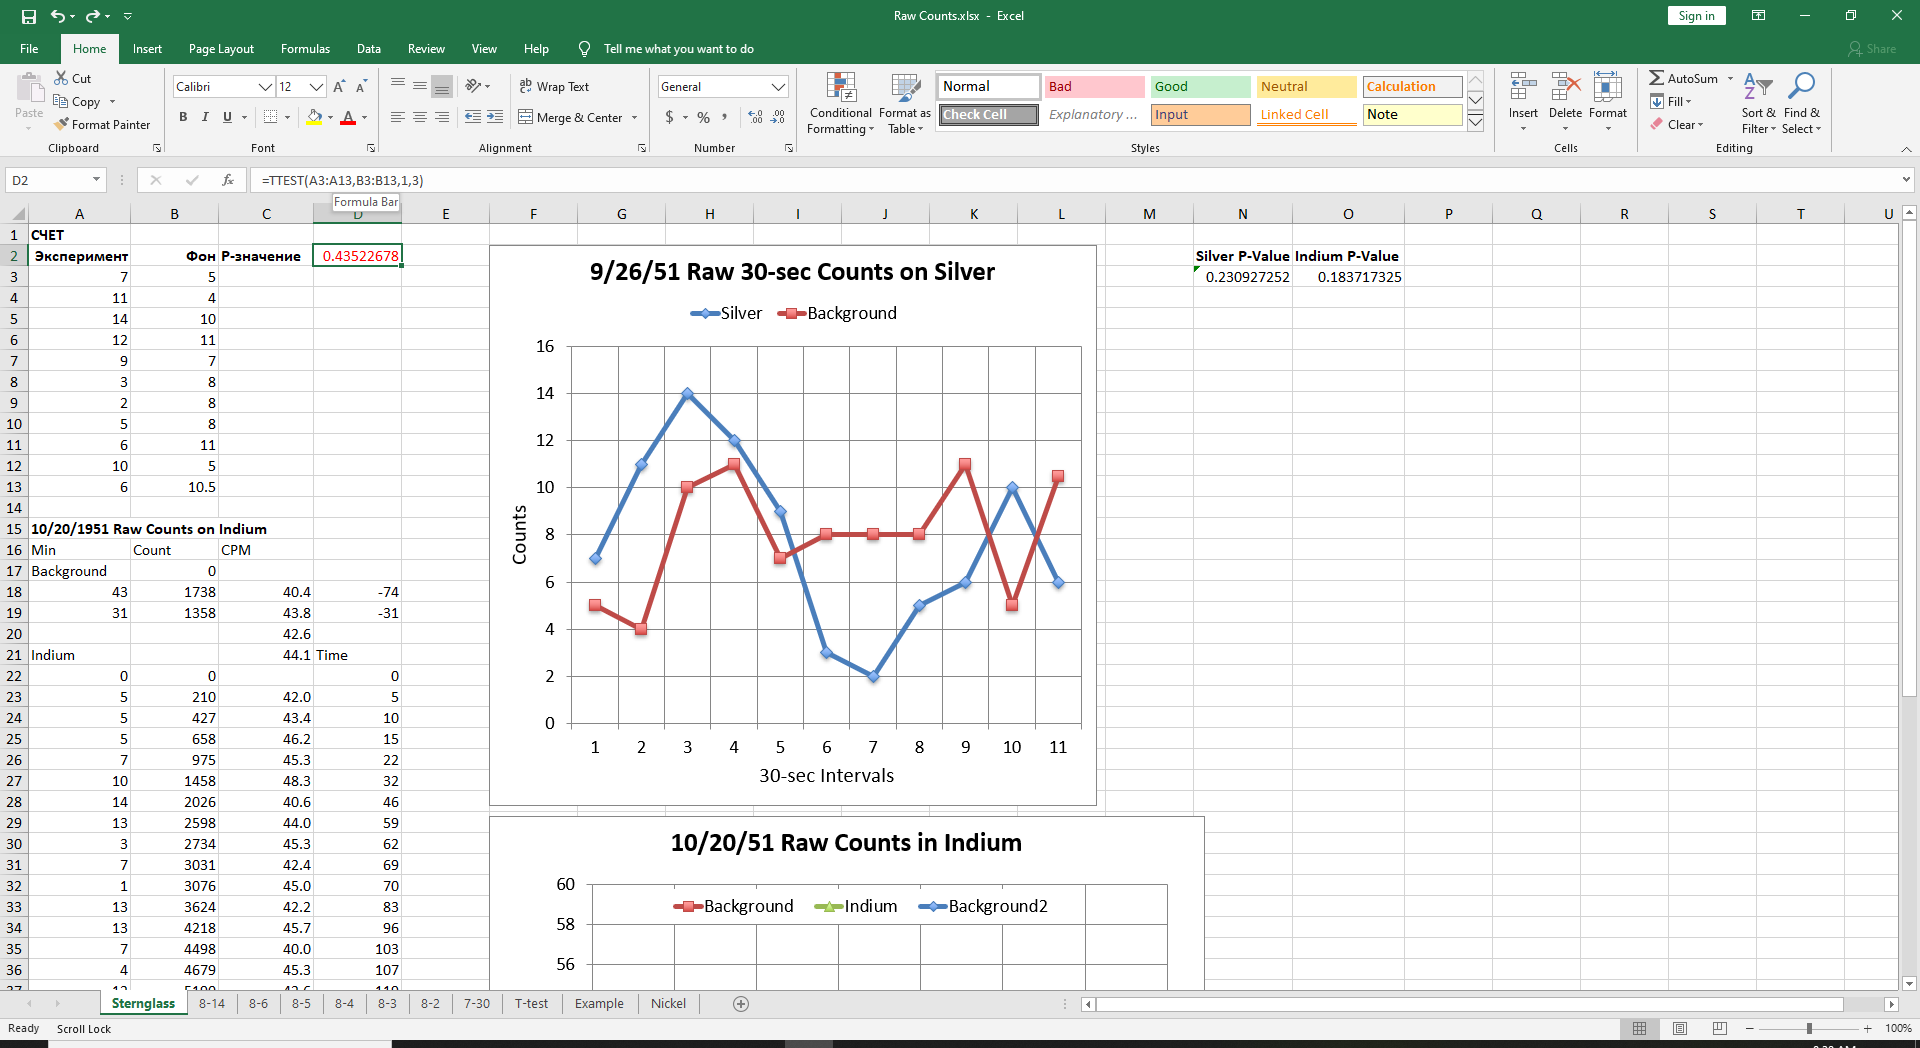 Raw Counts.xlsx - Excel
Sign in
File Home Insert Page Layout Formulas Data Review View Help Tell me what you want to do Share
Paste Cut Calibri 12 Wrap Text General Conditional Formatting Format as Table Normal Bad Good Neutral Calculation Insert Delete Format AutoSum Sort & Filter Find & Select
Copy Fill
Format Painter B I U Merge & Center $ % Check Cell Explanatory ... Input Linked Cell Note Clear
Clipboard Font Alignment Number Styles Cells Editing
D2 fx =TTEST(A3:A13,B3:B13,1,3)
Formula Bar
A B C D E F G H I J K L M N O P Q R S T U
1 СЧЕТ
2 Эксперимент Фон Р-значение 0.43522678 Silver P-Value Indium P-Value
3 7 5 0.230927252 0.183717325
4 11 4
5 14 10
6 12 11
7 9 7
8 3 8
9 2 8
10 5 8
11 6 11
12 10 5
13 6 10.5
14
15 10/20/1951 Raw Counts on Indium
16 Min Count CPM
17 Background 0
18 43 1738 40.4 -74
19 31 1358 43.8 -31
20 42.6
21 Indium 44.1 Time
22 0 0 0
23 5 210 42.0 5
24 5 427 43.4 10
25 5 658 46.2 15
26 7 975 45.3 22
27 10 1458 48.3 32
28 14 2026 40.6 46
29 13 2598 44.0 59
30 3 2734 45.3 62
31 7 3031 42.4 69
32 1 3076 45.0 70
33 13 3624 42.2 83
34 13 4218 45.7 96
35 7 4498 40.0 103
36 4 4679 45.3 107
9/26/51 Raw 30-sec Counts on Silver
Silver Background
16
14
12
10
8
6
4
2
0
Counts
1 2 3 4 5 6 7 8 9 10 11
30-sec Intervals
10/20/51 Raw Counts in Indium
60
Background Indium Background2
58
56
Sternglass 8-14 8-6 8-5 8-4 8-3 8-2 7-30 T-test Example Nickel
Ready Scroll Lock 100%